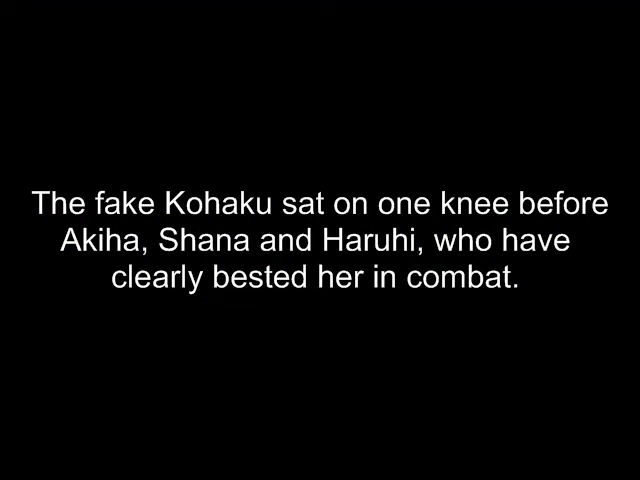 The fake Kohaku sat on one knee before
Akiha, Shana and Haruhi, who have
clearly bested her in combat.